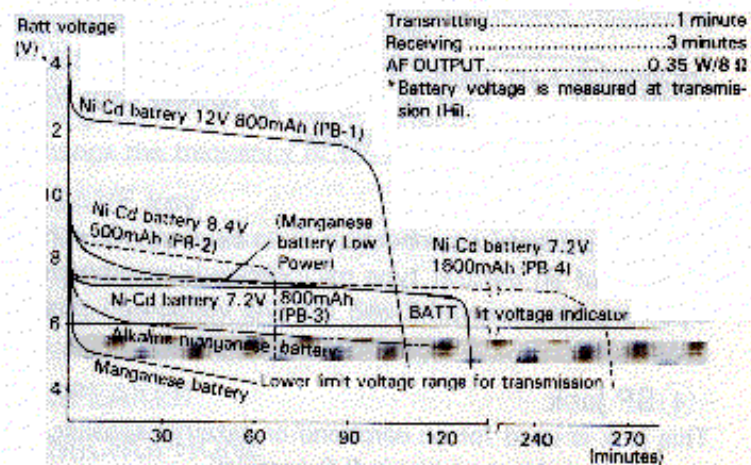 Batt voltage
(V)
Transmitting 1 minute
Receiving 3 minutes
AF OUTPUT 0.35 W/8 Ω
*Battery voltage is measured at transmis-
sion (Hi).
4
2
10
8
6
4
Ni-Cd battery 12V 800mAh (PB-1)
Ni-Cd battery 8.4V
500mAh (PB-2)
(Manganese
battery Low
Power)
Ni-Cd battery 7.2V
1600mAh (PB-4)
Ni-Cd battery 7.2V
800mAh
(PB-3)
BATT
lit voltage indicator
Alkaline manganese battery
Manganese battery
Lower limit voltage range for transmission
30
60
90
120
240
270
(minutes)